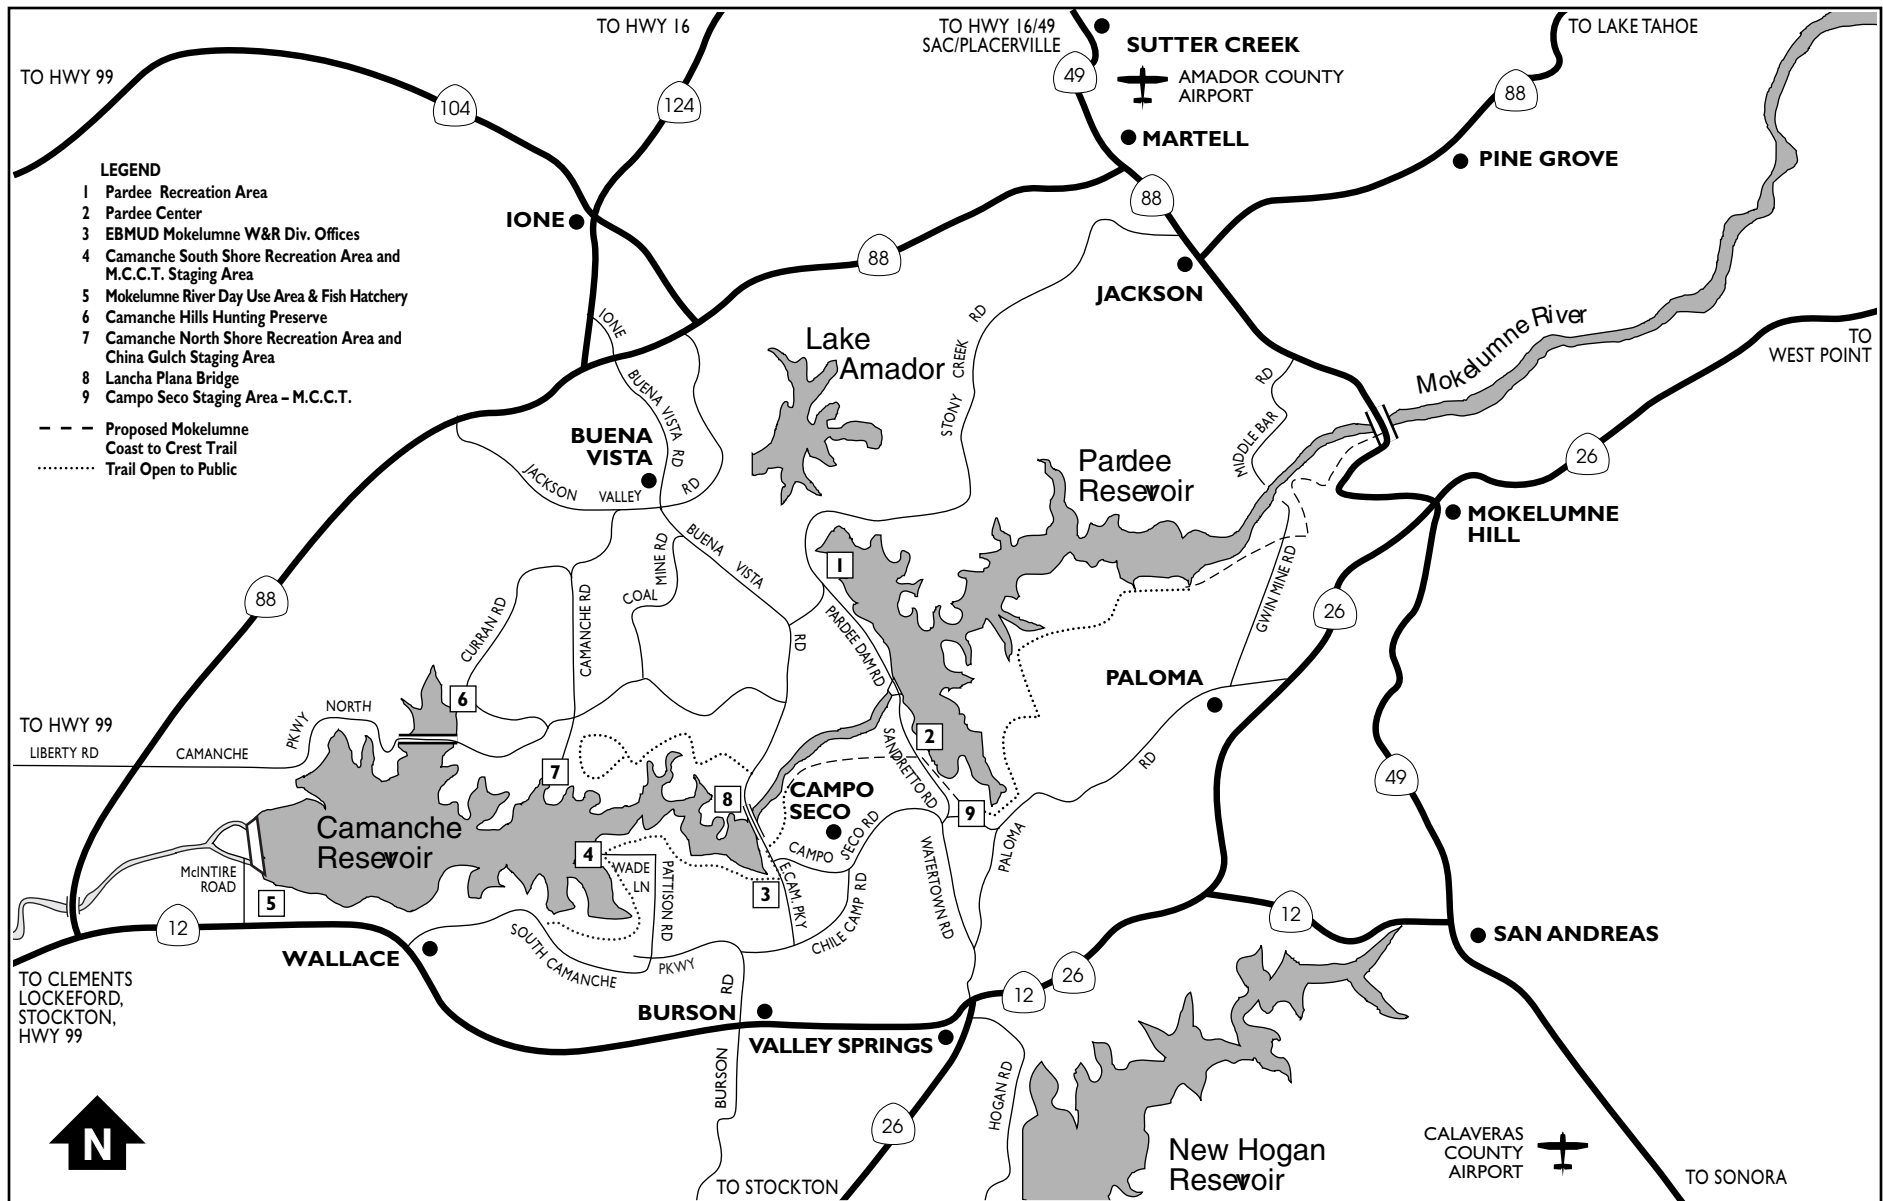 TO HWY 16
TO HWY 16/49
SAC/PLACERVILLE
SUTTER CREEK
TO LAKE TAHOE
TO HWY 99
49
AMADOR COUNTY
AIRPORT
88
104
124
MARTELL
PINE GROVE
LEGEND
1 Pardee Recreation Area
2 Pardee Center
3 EBMUD Mokelumne W&R Div. Offices
4 Camanche South Shore Recreation Area and
M.C.C.T. Staging Area
5 Mokelumne River Day Use Area & Fish Hatchery
6 Camanche Hills Hunting Preserve
7 Camanche North Shore Recreation Area and
China Gulch Staging Area
8 Lancha Plana Bridge
9 Campo Seco Staging Area – M.C.C.T.
Proposed Mokelumne
Coast to Crest Trail
Trail Open to Public
88
IONE
88
JACKSON
IONE
BUENA VISTA RD
Lake
Amador
STONY CREEK RD
Mokelumne River
TO
WEST POINT
MIDDLE BAR RD
BUENA
VISTA
JACKSON VALLEY RD
Pardee
Reservoir
26
MOKELUMNE
HILL
BUENA VISTA RD
COAL MINE RD
1
88
CURRAN RD
CAMANCHE RD
PARDEE DAM RD
GWIN MINE RD
26
PALOMA
6
TO HWY 99
LIBERTY RD
CAMANCHE PKWY NORTH
2
SANDRETTO RD
PALOMA RD
7
49
8
CAMPO
SECO
9
Camanche
Reservoir
4
WADE
LN
PATTISON RD
CAMPO SECO RD
McINTIRE
ROAD
5
3
E. CAM. PKY
CHILE CAMP RD
WATERTOWN RD
12
12
SAN ANDREAS
WALLACE
SOUTH CAMANCHE PKWY
TO CLEMENTS
LOCKEFORD,
STOCKTON,
HWY 99
BURSON RD
BURSON
12
26
VALLEY SPRINGS
HOGAN RD
26
N
New Hogan
Reservoir
CALAVERAS
COUNTY
AIRPORT
TO STOCKTON
TO SONORA